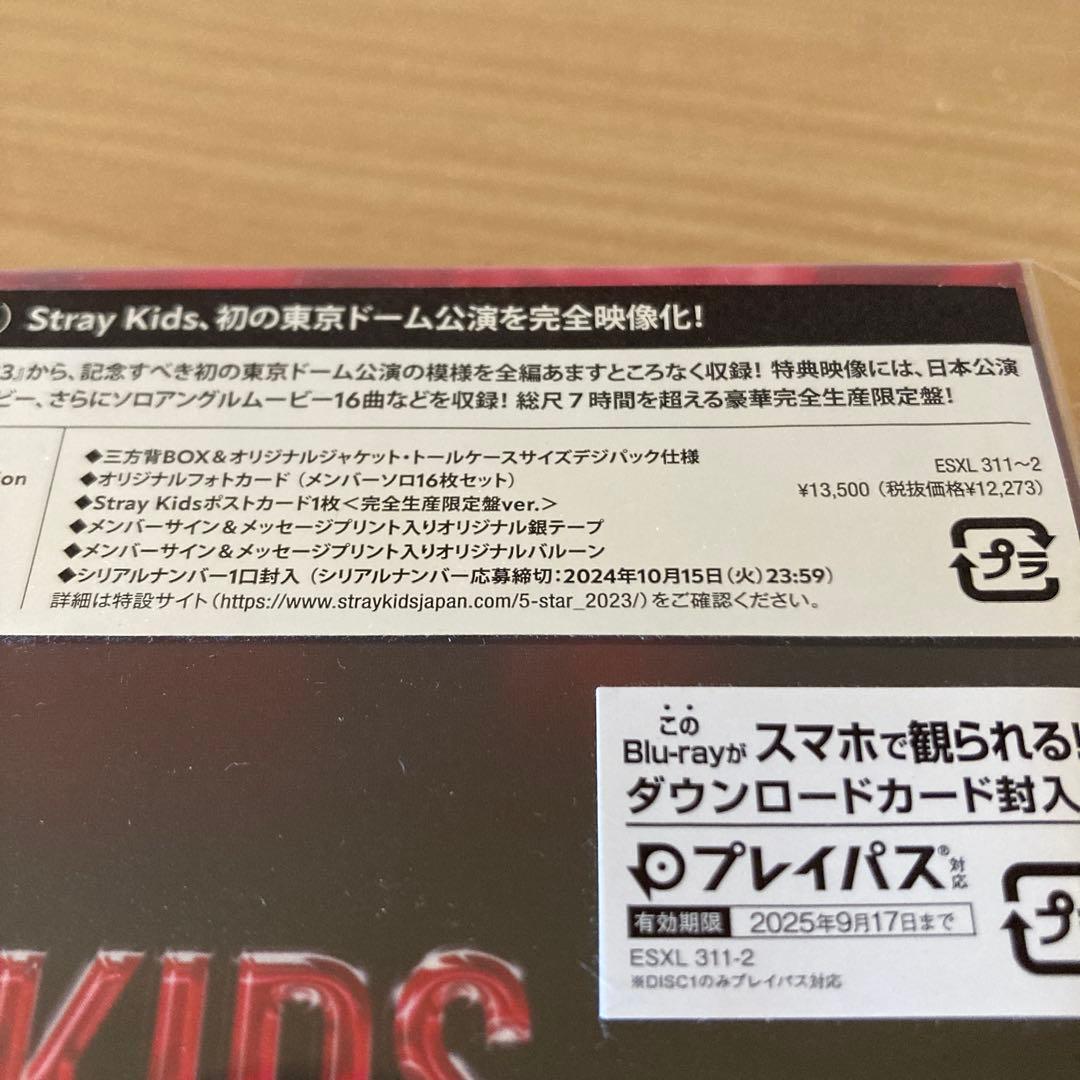 Stray Kids、初の東京ドーム公演を完全映像化!
3』から、記念すべき初の東京ドーム公演の模様を全編あますところなく収録! 特典映像には、日本公演
ビー、さらにソロアングルムービー16曲などを収録! 総尺7時間を超える豪華完全生産限定盤!
ion
◆三方背BOX&オリジナルジャケット・トールケースサイズデジパック仕様
◆オリジナルフォトカード (メンバーソロ16枚セット)
◆Stray Kidsポストカード1枚<完全生産限定盤ver.>
◆メンバーサイン&メッセージプリント入りオリジナル銀テープ
◆メンバーサイン&メッセージプリント入りオリジナルバルーン
◆シリアルナンバー1口封入 (シリアルナンバー応募締切:2024年10月15日(火)23:59)
詳細は特設サイト(https://www.straykidsjapan.com/5-star_2023/)をご確認ください。
ESXL 311~2
¥13,500 (税抜価格¥12,273)
プラ
このBlu-rayが スマホで観られる!
ダウンロードカード封入
プレイパス®対応
有効期限 2025年9月17日まで
ESXL 311-2
※DISC1のみプレイパス対応
プ
KIDS